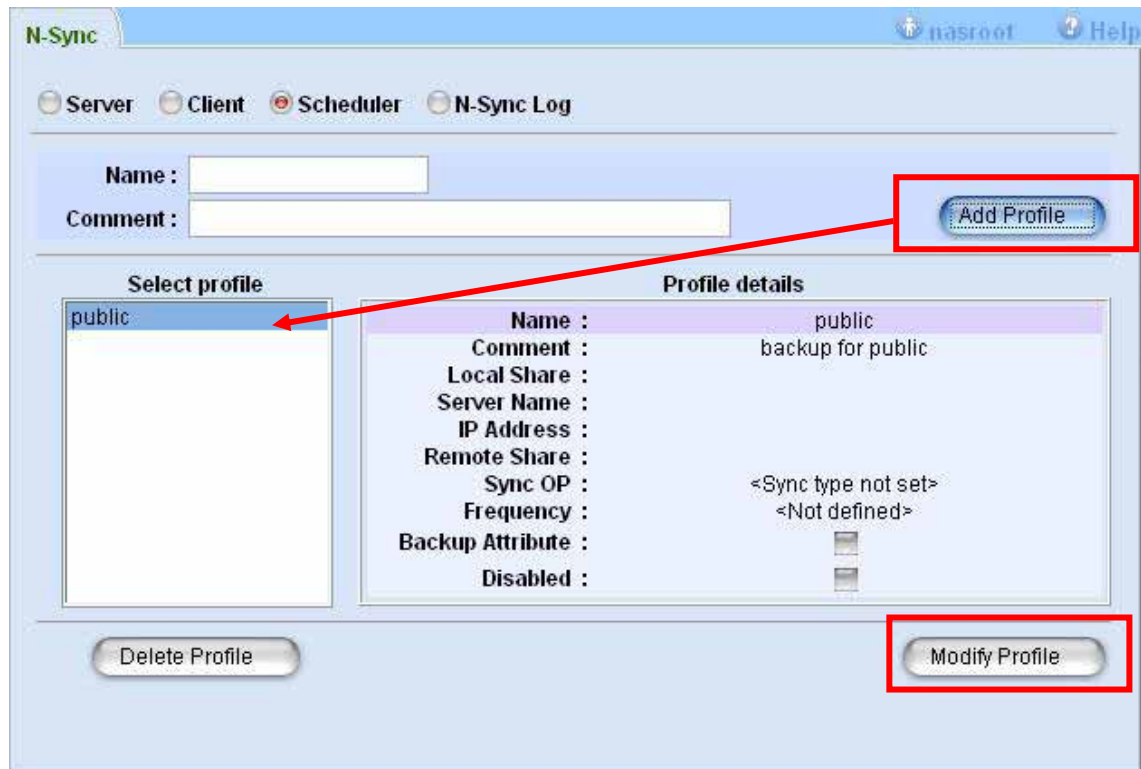 N-Sync nasroot Help
Server Client Scheduler N-Sync Log
Name :
Comment :
Add Profile
Select profile
public
Profile details
Name : public
Comment : backup for public
Local Share :
Server Name :
IP Address :
Remote Share :
Sync OP : <Sync type not set>
Frequency : <Not defined>
Backup Attribute :
Disabled :
Delete Profile
Modify Profile